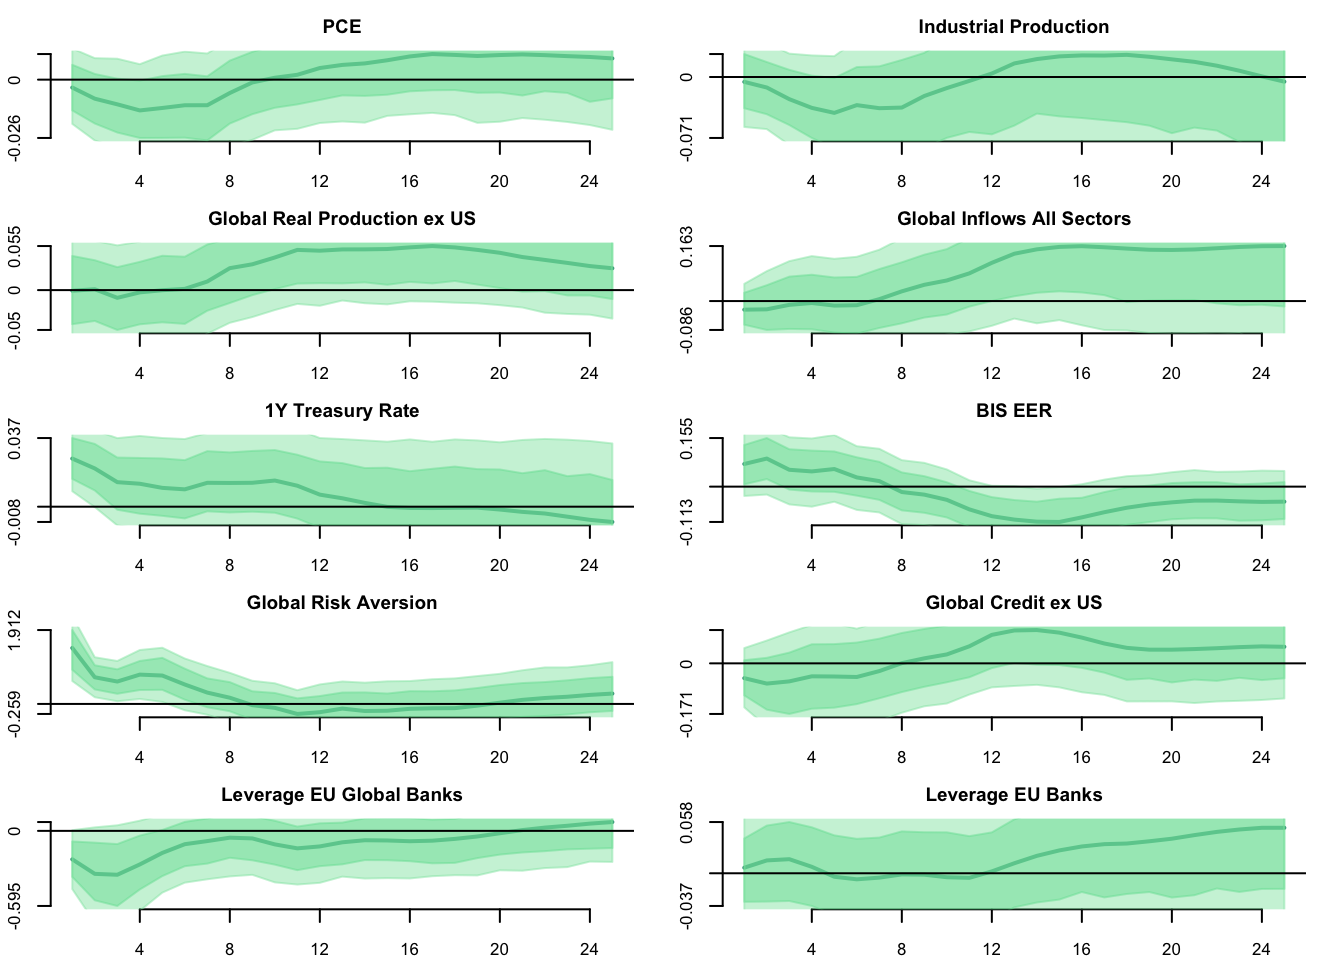 PCE
0
-0.026
4 8 12 16 20 24
Industrial Production
0
-0.071
4 8 12 16 20 24
Global Real Production ex US
0.055
0
-0.05
4 8 12 16 20 24
Global Inflows All Sectors
0.163
-0.086
4 8 12 16 20 24
1Y Treasury Rate
0.037
-0.008
4 8 12 16 20 24
BIS EER
0.155
-0.113
4 8 12 16 20 24
Global Risk Aversion
1.912
-0.259
4 8 12 16 20 24
Global Credit ex US
0
-0.171
4 8 12 16 20 24
Leverage EU Global Banks
0
-0.595
4 8 12 16 20 24
Leverage EU Banks
0.058
-0.037
4 8 12 16 20 24